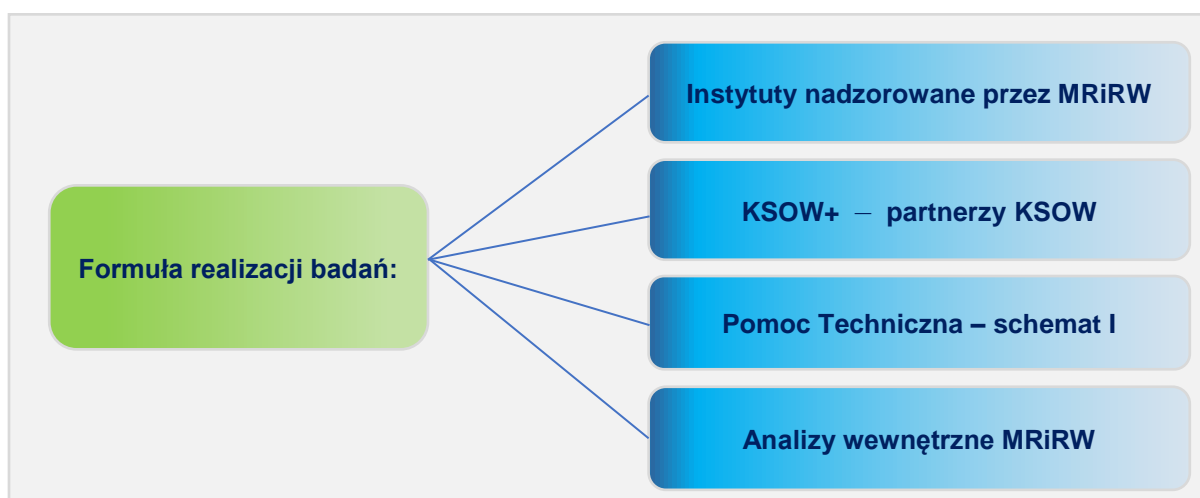 Formuła realizacji badań:
Instytuty nadzorowane przez MRiRW
KSOW+ – partnerzy KSOW
Pomoc Techniczna – schemat I
Analizy wewnętrzne MRiRW